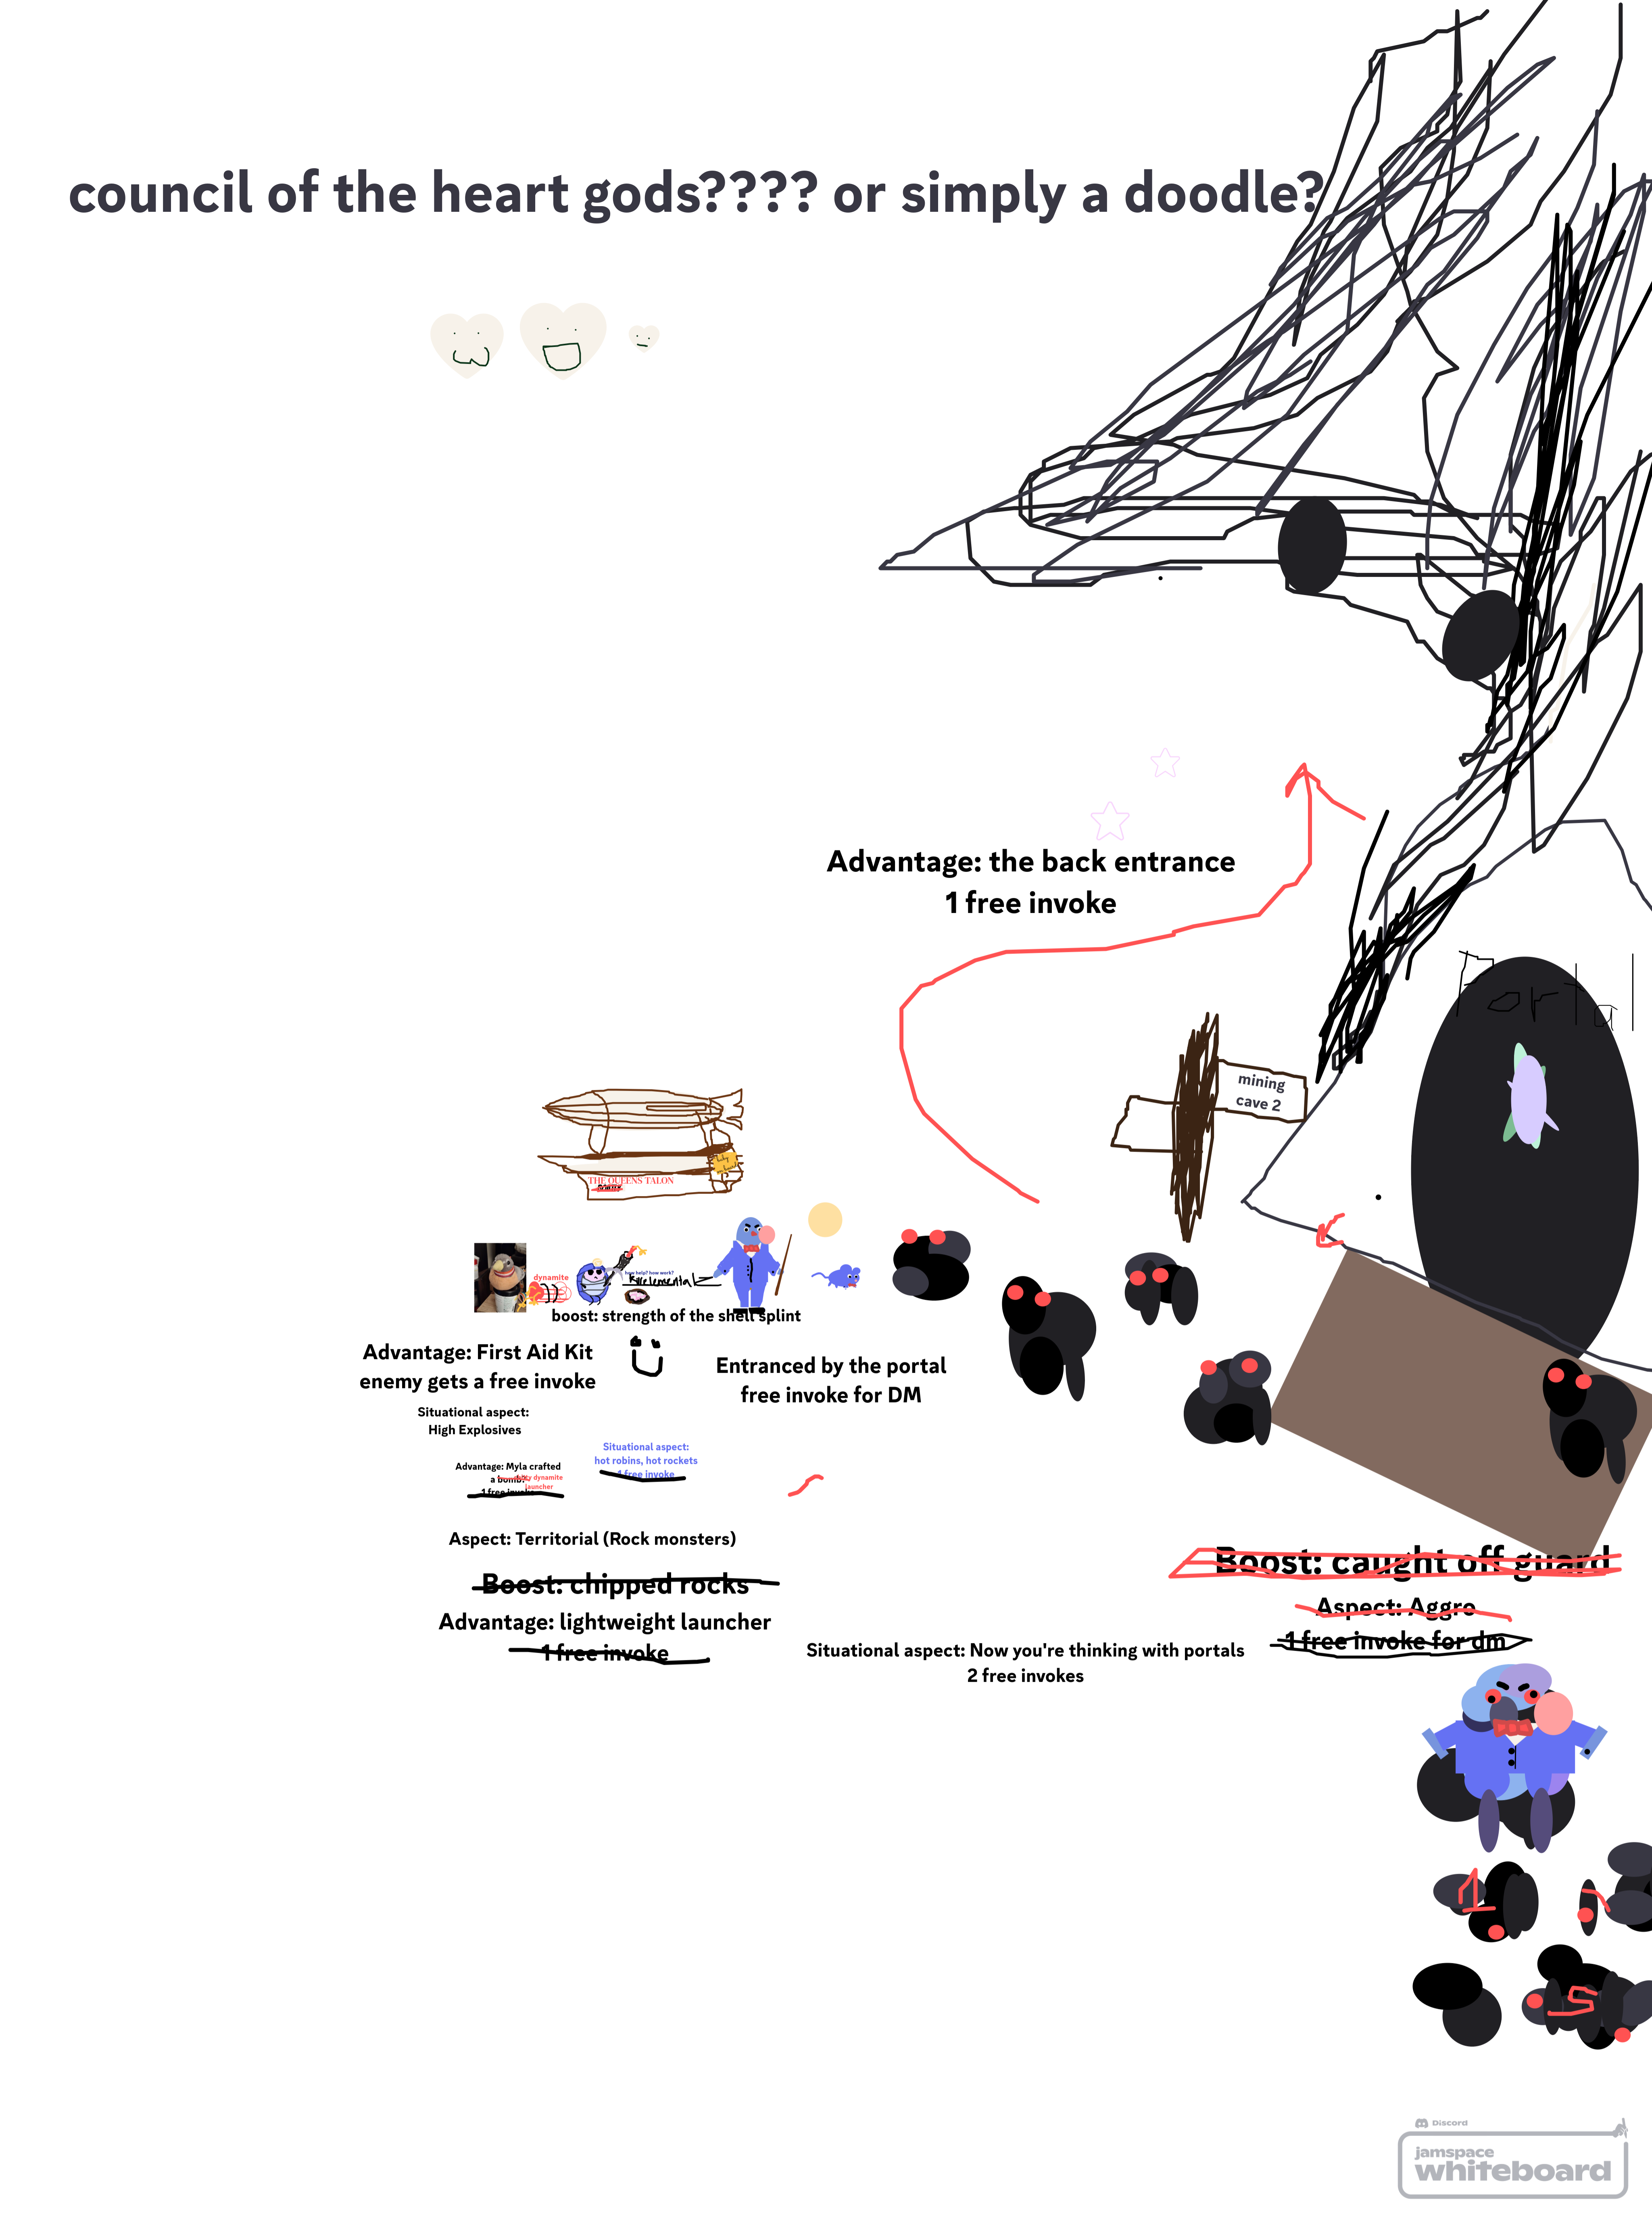 council of the heart gods???? or simply a doodle?
Advantage: the back entrance
1 free invoke
Portal
mining
cave 2
THE QUEENS TALON
dynamite
how help? how work?
boost: strength of the shell splint
Advantage: First Aid Kit
enemy gets a free invoke
Entranced by the portal
free invoke for DM
Situational aspect:
High Explosives
Situational aspect:
hot robins, hot rockets
1 free invoke
Advantage: Myla crafted
a bomb?
dynamite
launcher
1 free invoke
Aspect: Territorial (Rock monsters)
Boost: chipped rocks
Advantage: lightweight launcher
1 free invoke
Boost: caught off guard
Aspect: Aggro
1 free invoke for dm
Situational aspect: Now you're thinking with portals
2 free invokes
1
5
Discord
jamspace
whiteboard